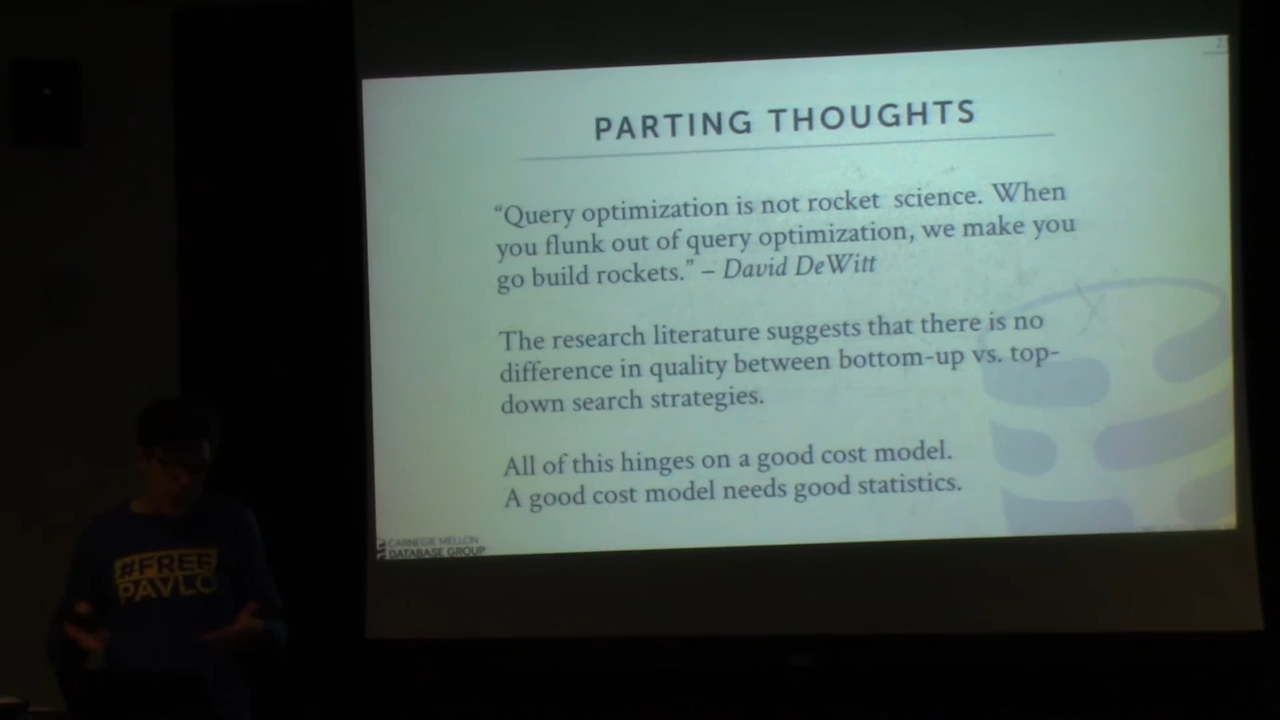 PARTING THOUGHTS
“Query optimization is not rocket science. When
you flunk out of query optimization, we make you
go build rockets.” – David DeWitt
The research literature suggests that there is no
difference in quality between bottom-up vs. top-
down search strategies.
All of this hinges on a good cost model.
A good cost model needs good statistics.
CARNEGIE MELLON
DATABASE GROUP
#FREE
PAVLO